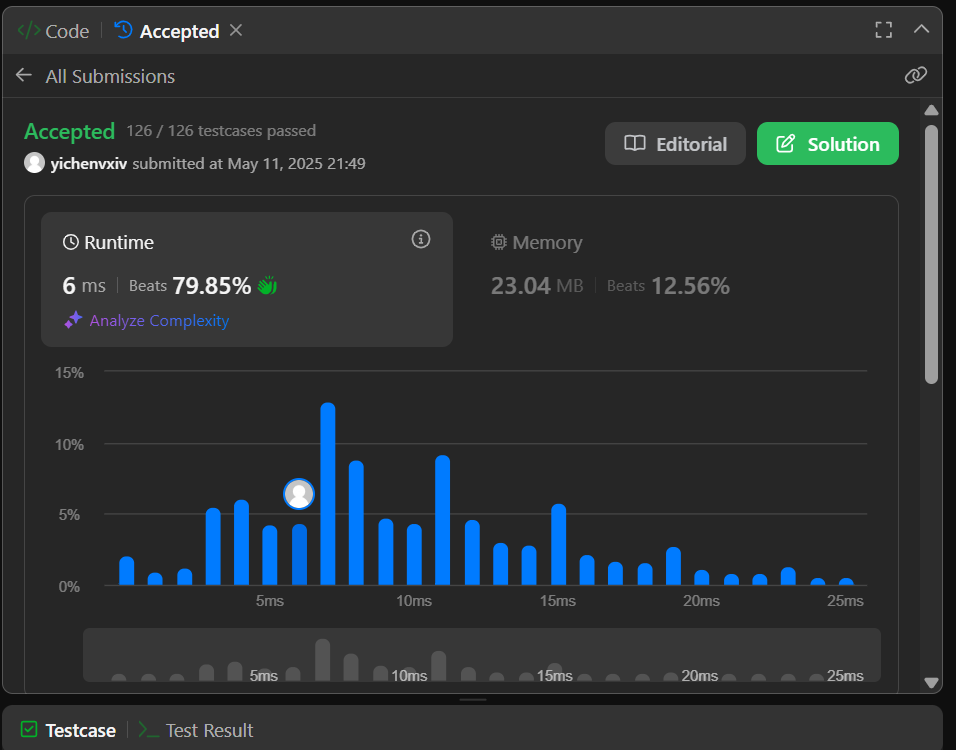 </> Code | Accepted
All Submissions
Accepted 126 / 126 testcases passed
yichenvxiv submitted at May 11, 2025 21:49
Editorial
Solution
Runtime
6 ms | Beats 79.85%
Analyze Complexity
Memory
23.04 MB | Beats 12.56%
15%
10%
5%
0%
5ms 10ms 15ms 20ms 25ms
5ms 10ms 15ms 20ms 25ms
Testcase | >_ Test Result